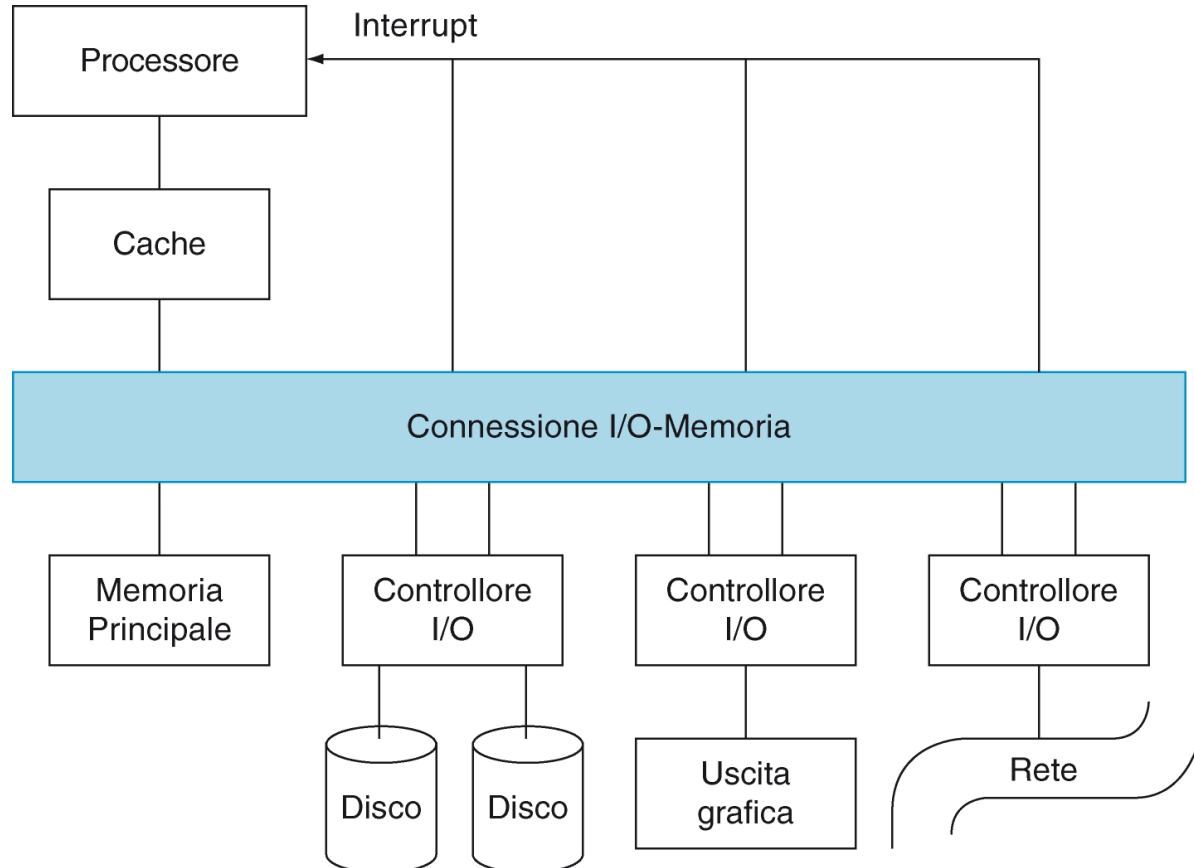 Interrupt
Processore
Cache
Connessione I/O-Memoria
Memoria
Principale
Controllore
I/O
Controllore
I/O
Controllore
I/O
Disco
Disco
Uscita
grafica
Rete